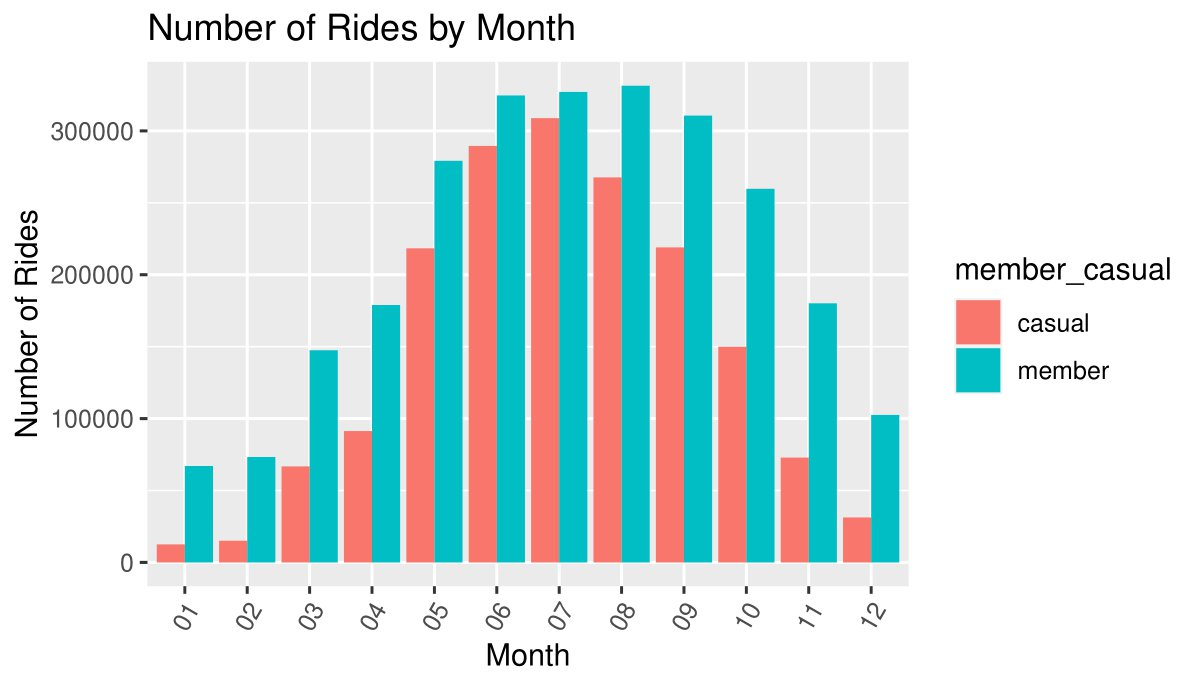 Number of Rides by Month
Number of Rides
300000
200000
100000
0
01 02 03 04 05 06 07 08 09 10 11 12
Month
member_casual
casual
member